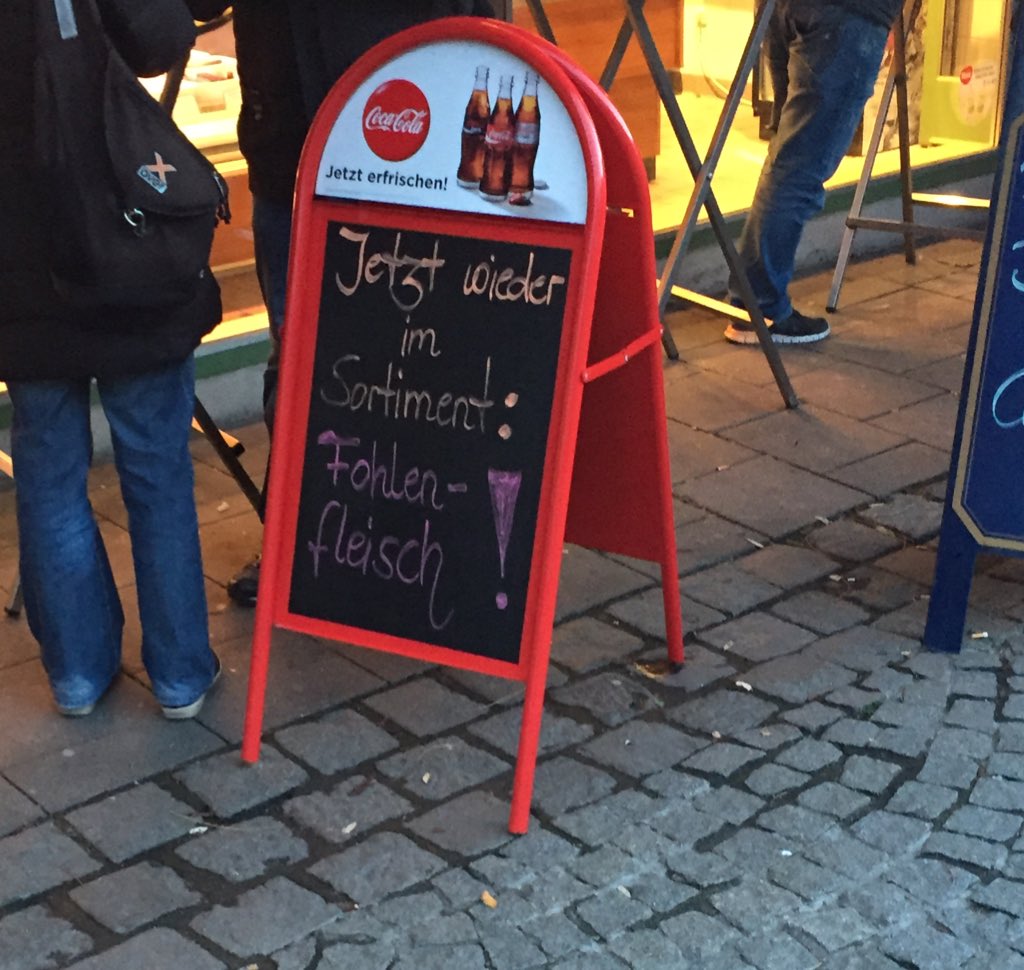 Coca-Cola
Jetzt erfrischen!
Jetzt wieder
im
Sortiment:
Fohlen-
fleisch!